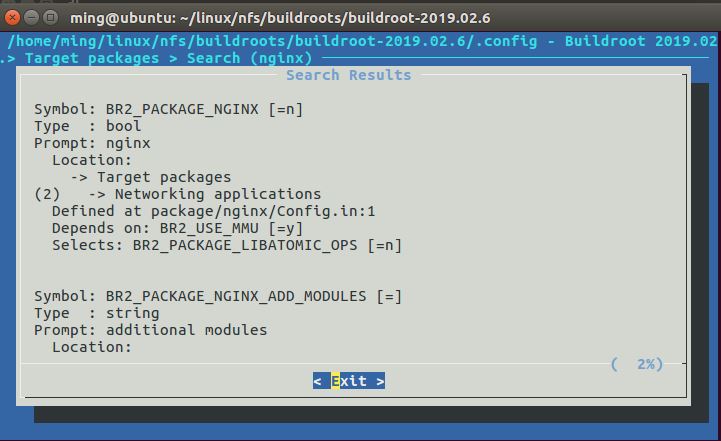 ming@ubuntu: ~/linux/nfs/buildroots/buildroot-2019.02.6
/home/ming/linux/nfs/buildroots/buildroot-2019.02.6/.config - Buildroot 2019.02
.> Target packages > Search (nginx)
Search Results
Symbol: BR2_PACKAGE_NGINX [=n]
Type  : bool
Prompt: nginx
  Location:
    -> Target packages
(2)   -> Networking applications
  Defined at package/nginx/Config.in:1
  Depends on: BR2_USE_MMU [=y]
  Selects: BR2_PACKAGE_LIBATOMIC_OPS [=n]
Symbol: BR2_PACKAGE_NGINX_ADD_MODULES [=]
Type  : string
Prompt: additional modules
  Location:
(  2%)
< Exit >